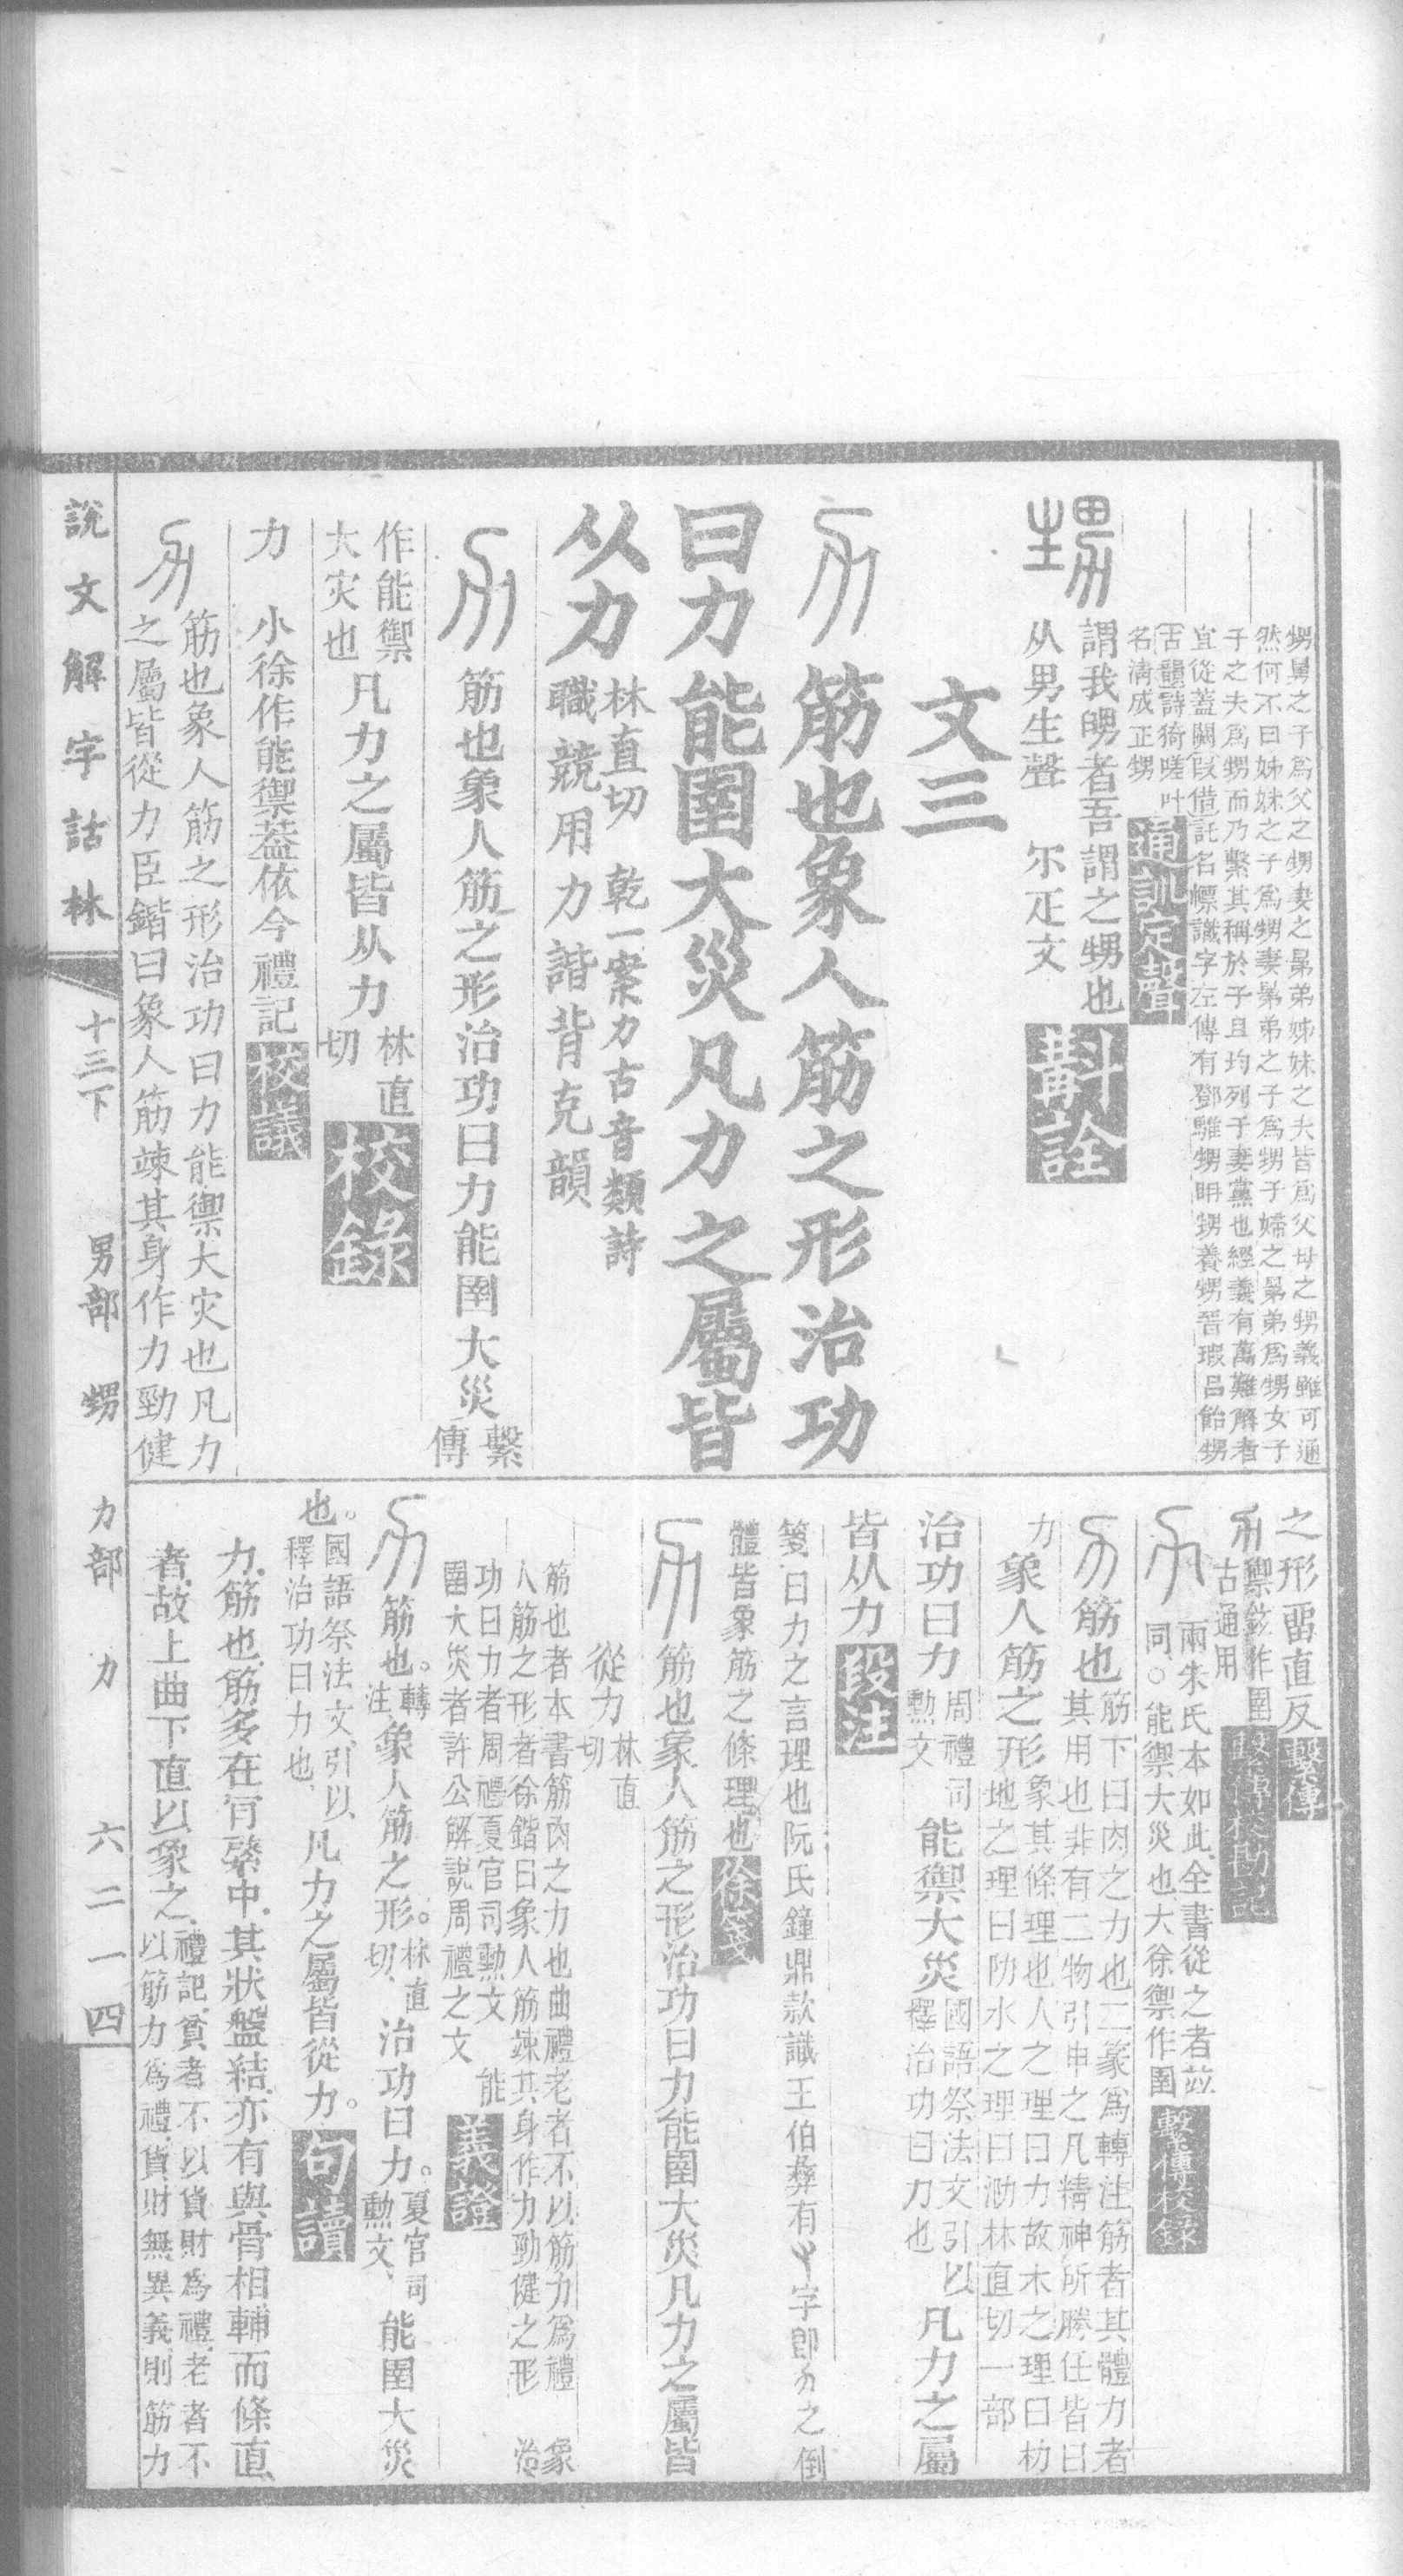 甥舅之子爲父之甥妻之晜弟姊妹之夫皆爲父母之甥義雖可通
然何不曰姊妹之子爲甥妻晜弟之子爲甥子婦之晜弟爲甥女子
子之夫爲甥而乃繫其稱於子且均列于妻黨也經義有萬難解者
宜從蓋闕叚借託名幖識字左傳有鄧騅甥聃甥養甥晉瑕呂飴甥
古韻詩猗嗟叶
名清成正甥
通訓定聲
謂我舅者吾謂之甥也
从男生聲 尔疋文
斠詮
文三
筋也象人筋之形治功
曰力能圉大災凡力之屬皆
从力
林直切 乾一案力古音類詩
職競用力諧背克韻
筋也象人筋之形治功曰力能圉大災
繫傳
作能禦
大灾也
凡力之屬皆从力
林直切
校錄
力 小徐作能禦葢依今禮記
校議
筋也象人筋之形治功曰力能禦大灾也凡力
之屬皆從力臣鍇曰象人筋竦其身作力勁健
之形畱直反
繫傳
禦鉉作圉
古通用
繫傳校勘記
兩朱氏本如此全書從之者竝
同○能禦大災也大徐禦作圉
繫傳校錄
筋也
筋下曰肉之力也二篆爲轉注筋者其體力者
其用也非有二物引申之凡精神所勝任皆曰
力
象人筋之形
象其條理也人之理曰力故木之理曰朸
地之理曰阞水之理曰泐林直切一部
治功曰力
周禮司
勲文
能禦大災
國語祭法文引以
釋治功曰力也
凡力之屬
皆从力
段注
箋曰力之言理也阮氏鐘鼎款識王伯彝有字卽之倒
體皆象筋之條理也
徐箋
筋也象人筋之形治功曰力能圉大災凡力之屬皆
從力
林直切
筋也者本書筋肉之力也曲禮老者不以筋力爲禮 象
人筋之形者徐鍇曰象人筋竦其身作力勁健之形 治
功曰力者周禮夏官司勲文 能
圉大災者許公解說周禮之文
義證
筋也。
轉注
象人筋之形。
林直切、
治功曰力。
夏官司
勲文、
能圉大災
也。
國語祭法文、引以
釋治功曰力也、
凡力之屬皆從力。
句讀
力、筋也、筋多在肎綮中、其狀盤結、亦有與骨相輔而條直
者、故上曲下直以象之、
禮記、貧者不以貨財爲禮、老者不
以筋力爲禮、貨財無異義、則筋力
說文解字詁林 十三下 男部 甥 力部 力 六二一四